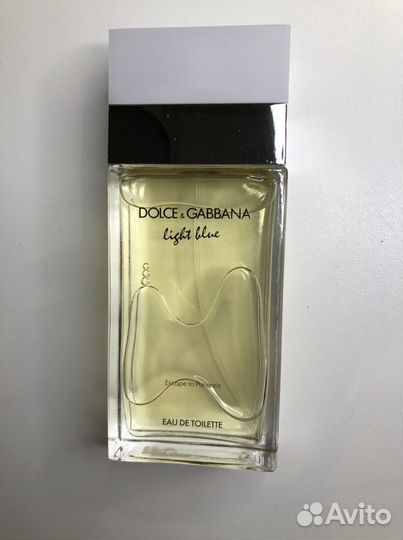 DOLCE & GABBANA
light blue
Escape to Panarea
EAU DE TOILETTE
Avito